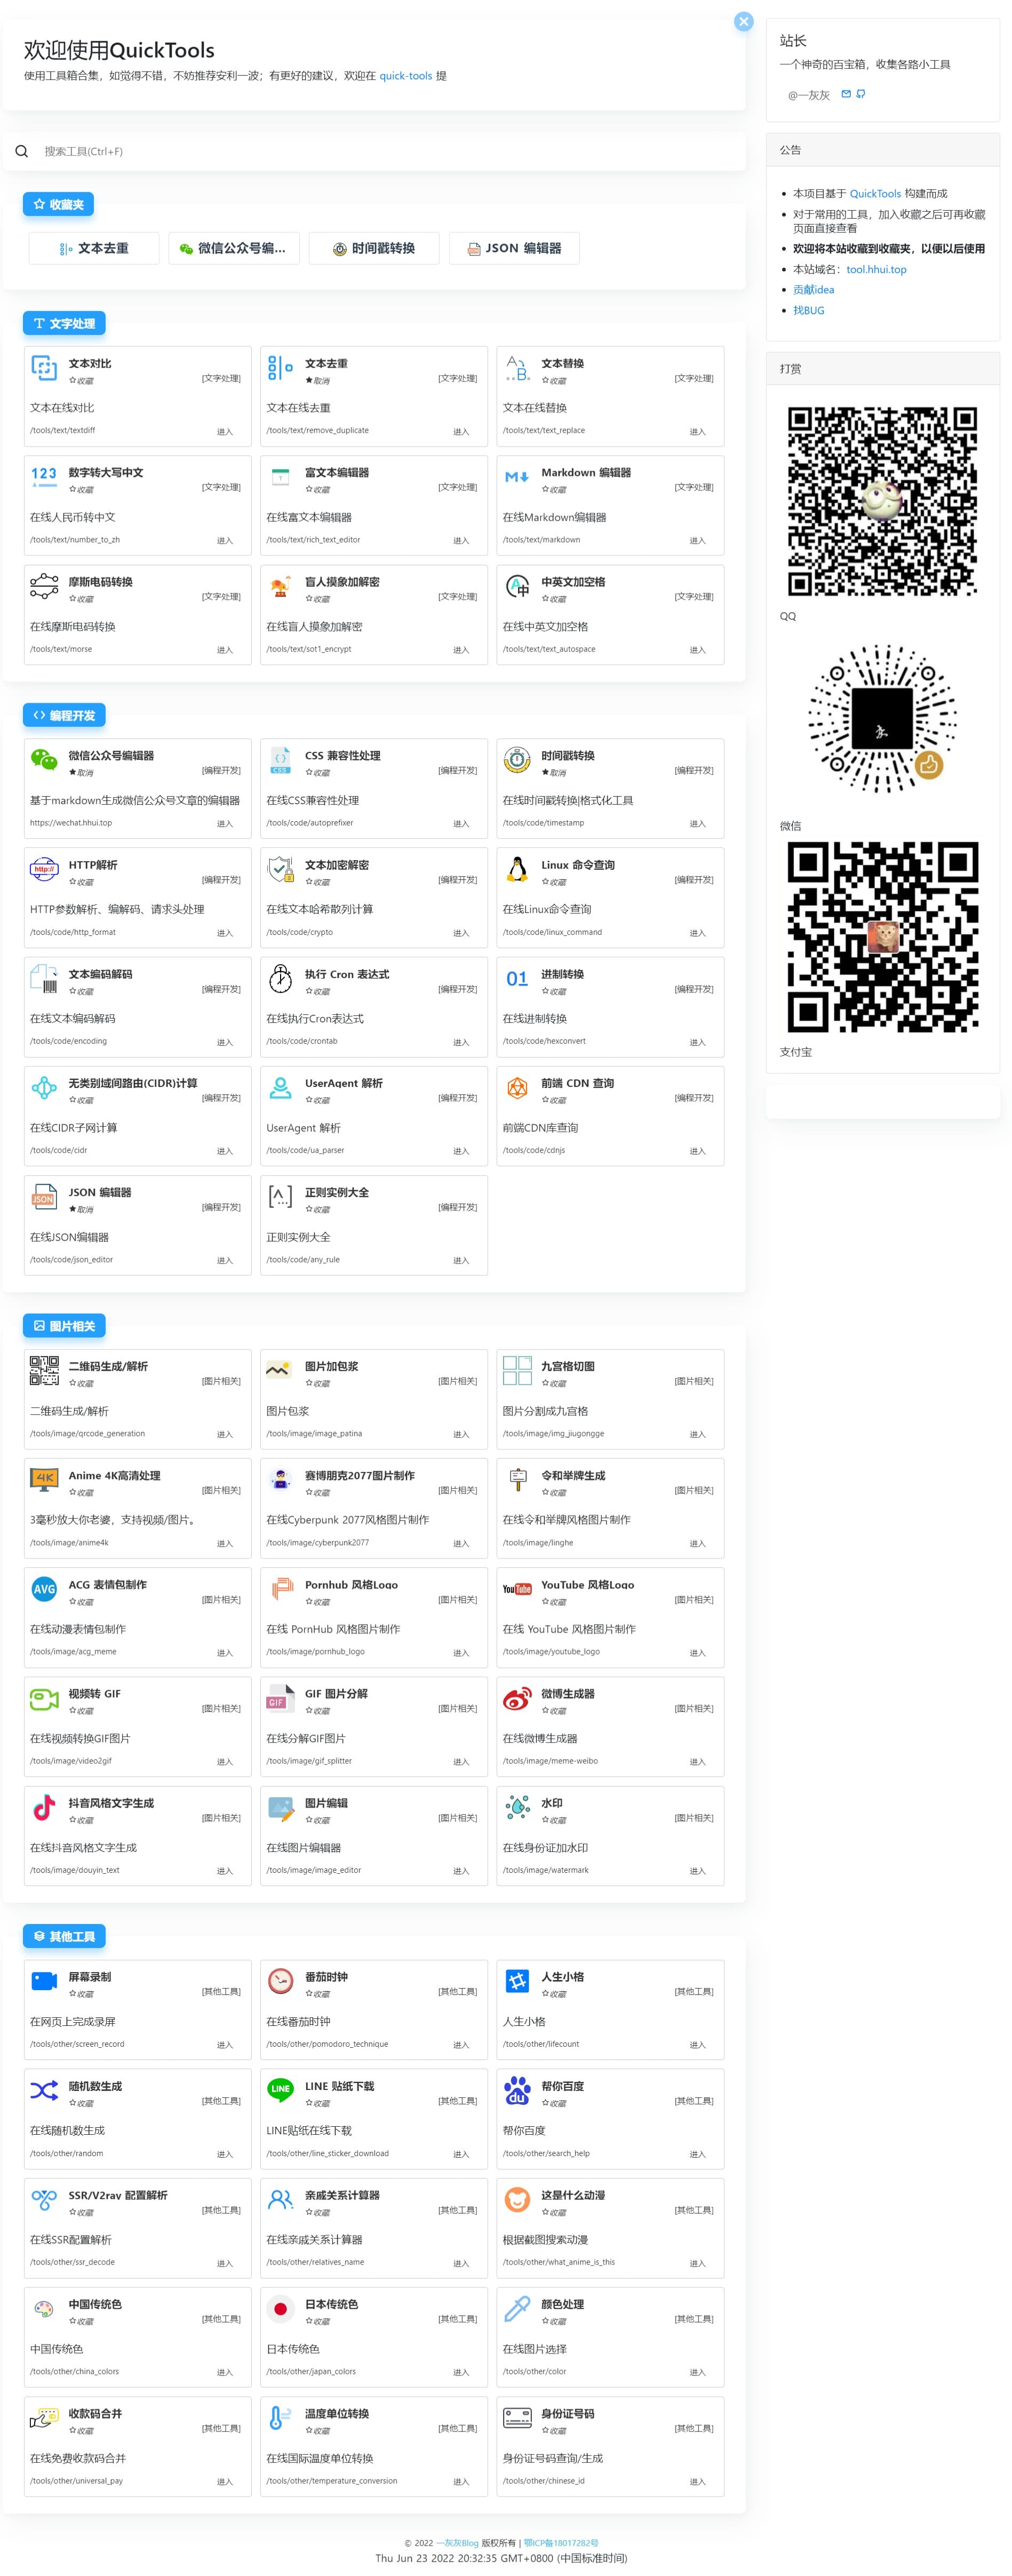 欢迎使用QuickTools
使用工具箱合集，如觉得不错，不妨推荐安利一波；有更好的建议，欢迎在 quick-tools 提
搜索工具(Ctrl+F)
收藏夹
文本去重
微信公众号编...
时间戳转换
JSON 编辑器
文字处理
文本对比
收藏
[文字处理]
文本在线对比
/tools/text/textdiff
进入
文本去重
取消
[文字处理]
文本在线去重
/tools/text/remove_duplicate
进入
文本替换
收藏
[文字处理]
文本在线替换
/tools/text/text_replace
进入
123
数字转大写中文
收藏
[文字处理]
在线人民币转中文
/tools/text/number_to_zh
进入
富文本编辑器
收藏
[文字处理]
在线富文本编辑器
/tools/text/rich_text_editor
进入
Markdown 编辑器
收藏
[文字处理]
在线Markdown编辑器
/tools/text/markdown
进入
摩斯电码转换
收藏
[文字处理]
在线摩斯电码转换
/tools/text/morse
进入
盲人摸象加解密
收藏
[文字处理]
在线盲人摸象加解密
/tools/text/sot1_encrypt
进入
中英文加空格
收藏
[文字处理]
在线中英文加空格
/tools/text/text_autospace
进入
编程开发
微信公众号编辑器
取消
[编程开发]
基于markdown生成微信公众号文章的编辑器
https://wechat.hhui.top
进入
CSS
CSS 兼容性处理
收藏
[编程开发]
在线CSS兼容性处理
/tools/code/autoprefixer
进入
时间戳转换
取消
[编程开发]
在线时间戳转换|格式化工具
/tools/code/timestamp
进入
http://
HTTP解析
收藏
[编程开发]
HTTP参数解析、编解码、请求头处理
/tools/code/http_format
进入
文本加密解密
收藏
[编程开发]
在线文本哈希散列计算
/tools/code/crypto
进入
Linux 命令查询
收藏
[编程开发]
在线Linux命令查询
/tools/code/linux_command
进入
文本编码解码
收藏
[编程开发]
在线文本编码解码
/tools/code/encoding
进入
执行 Cron 表达式
收藏
[编程开发]
在线执行Cron表达式
/tools/code/crontab
进入
01
进制转换
收藏
[编程开发]
在线进制转换
/tools/code/hexconvert
进入
无类别域间路由(CIDR)计算
收藏
[编程开发]
在线CIDR子网计算
/tools/code/cidr
进入
UserAgent 解析
收藏
[编程开发]
UserAgent 解析
/tools/code/ua_parser
进入
前端 CDN 查询
收藏
[编程开发]
前端CDN库查询
/tools/code/cdnjs
进入
JSON
JSON 编辑器
取消
[编程开发]
在线JSON编辑器
/tools/code/json_editor
进入
正则实例大全
收藏
[编程开发]
正则实例大全
/tools/code/any_rule
进入
图片相关
二维码生成/解析
收藏
[图片相关]
二维码生成/解析
/tools/image/qrcode_generation
进入
图片加包浆
收藏
[图片相关]
图片包浆
/tools/image/image_patina
进入
九宫格切图
收藏
[图片相关]
图片分割成九宫格
/tools/image/img_jiugongge
进入
4K
Anime 4K高清处理
收藏
[图片相关]
3毫秒放大你老婆，支持视频/图片。
/tools/image/anime4k
进入
赛博朋克2077图片制作
收藏
[图片相关]
在线Cyberpunk 2077风格图片制作
/tools/image/cyberpunk2077
进入
令和举牌生成
收藏
[图片相关]
在线令和举牌风格图片制作
/tools/image/linghe
进入
AVG
ACG 表情包制作
收藏
[图片相关]
在线动漫表情包制作
/tools/image/acg_meme
进入
Pornhub 风格Logo
收藏
[图片相关]
在线 PornHub 风格图片制作
/tools/image/pornhub_logo
进入
YouTube
YouTube 风格Logo
收藏
[图片相关]
在线 YouTube 风格图片制作
/tools/image/youtube_logo
进入
视频转 GIF
收藏
[图片相关]
在线视频转换GIF图片
/tools/image/video2gif
进入
GIF
GIF 图片分解
收藏
[图片相关]
在线分解GIF图片
/tools/image/gif_splitter
进入
微博生成器
收藏
[图片相关]
在线微博生成器
/tools/image/meme-weibo
进入
抖音风格文字生成
收藏
[图片相关]
在线抖音风格文字生成
/tools/image/douyin_text
进入
图片编辑
收藏
[图片相关]
在线图片编辑器
/tools/image/image_editor
进入
水印
收藏
[图片相关]
在线身份证加水印
/tools/image/watermark
进入
其他工具
屏幕录制
收藏
[其他工具]
在网页上完成录屏
/tools/other/screen_record
进入
番茄时钟
收藏
[其他工具]
在线番茄时钟
/tools/other/pomodoro_technique
进入
人生小格
收藏
[其他工具]
人生小格
/tools/other/lifecount
进入
随机数生成
收藏
[其他工具]
在线随机数生成
/tools/other/random
进入
LINE
LINE 贴纸下载
收藏
[其他工具]
LINE贴纸在线下载
/tools/other/line_sticker_download
进入
du
帮你百度
收藏
[其他工具]
帮你百度
/tools/other/search_help
进入
SSR/V2ray 配置解析
收藏
[其他工具]
在线SSR配置解析
/tools/other/ssr_decode
进入
亲戚关系计算器
收藏
[其他工具]
在线亲戚关系计算器
/tools/other/relatives_name
进入
这是什么动漫
收藏
[其他工具]
根据截图搜索动漫
/tools/other/what_anime_is_this
进入
中国传统色
收藏
[其他工具]
中国传统色
/tools/other/china_colors
进入
日本传统色
收藏
[其他工具]
日本传统色
/tools/other/japan_colors
进入
颜色处理
收藏
[其他工具]
在线图片选择
/tools/other/color
进入
收款码合并
收藏
[其他工具]
在线免费收款码合并
/tools/other/universal_pay
进入
温度单位转换
收藏
[其他工具]
在线国际温度单位转换
/tools/other/temperature_conversion
进入
身份证号码
收藏
[其他工具]
身份证号码查询/生成
/tools/other/chinese_id
进入
站长
一个神奇的百宝箱，收集各路小工具
@一灰灰
公告
本项目基于 QuickTools 构建而成
对于常用的工具，加入收藏之后可再收藏
页面直接查看
欢迎将本站收藏到收藏夹，以便以后使用
本站域名：tool.hhui.top
贡献idea
找BUG
打赏
QQ
微信
支付宝
© 2022 一灰灰Blog 版权所有 | 鄂ICP备18017282号
Thu Jun 23 2022 20:32:35 GMT+0800 (中国标准时间)